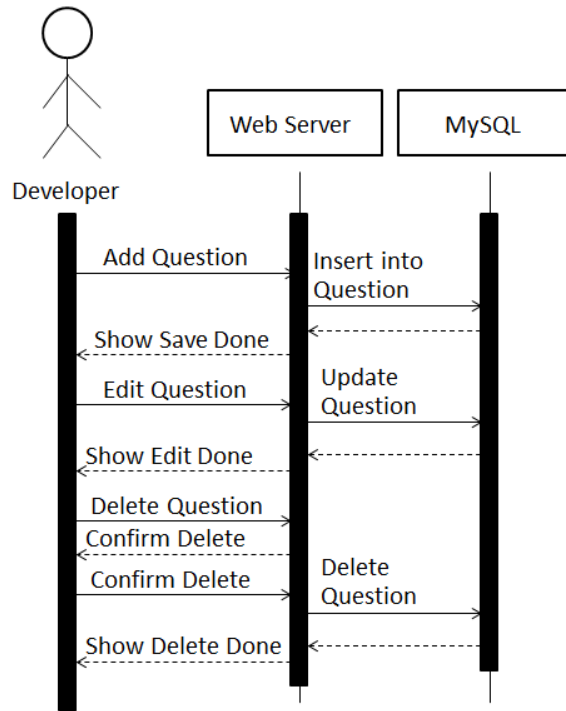 Web Server
MySQL
Developer
Add Question
Insert into
Question
Show Save Done
Edit Question
Update
Question
Show Edit Done
Delete Question
Confirm Delete
Confirm Delete
Delete
Question
Show Delete Done